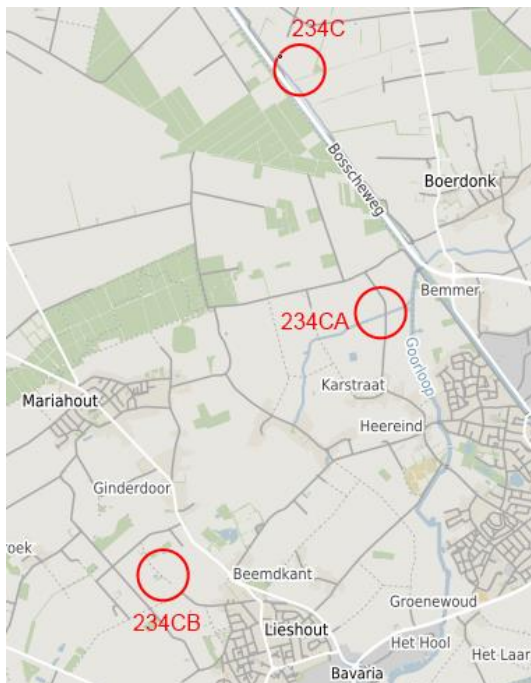 234C
Bosscheweg
Boerdonk
Bemmer
234CA
Goorloop
Karstraat
Mariahout
Heereind
Ginderdoor
roek
Beemdkant
Groenewoud
234CB
Lieshout
Het Hool
Het Laar
Bavaria